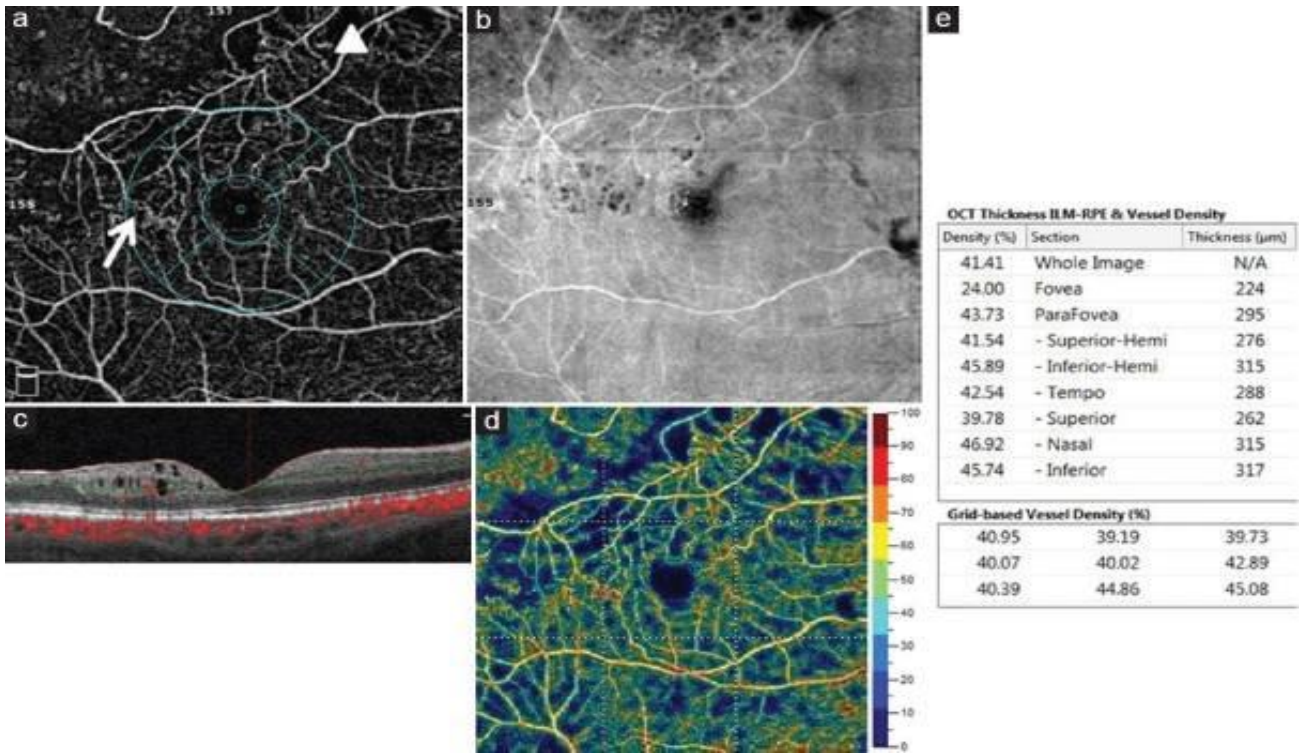 a
157
155
b
155
c
d
100
90
80
70
60
50
40
30
20
10
0
e
OCT Thickness ILM-RPE & Vessel Density
Density (%) Section Thickness (µm)
41.41 Whole Image N/A
24.00 Fovea 224
43.73 ParaFovea 295
41.54 - Superior-Hemi 276
45.89 - Inferior-Hemi 315
42.54 - Tempo 288
39.78 - Superior 262
46.92 - Nasal 315
45.74 - Inferior 317
Grid-based Vessel Density (%)
40.95 39.19 39.73
40.07 40.02 42.89
40.39 44.86 45.08